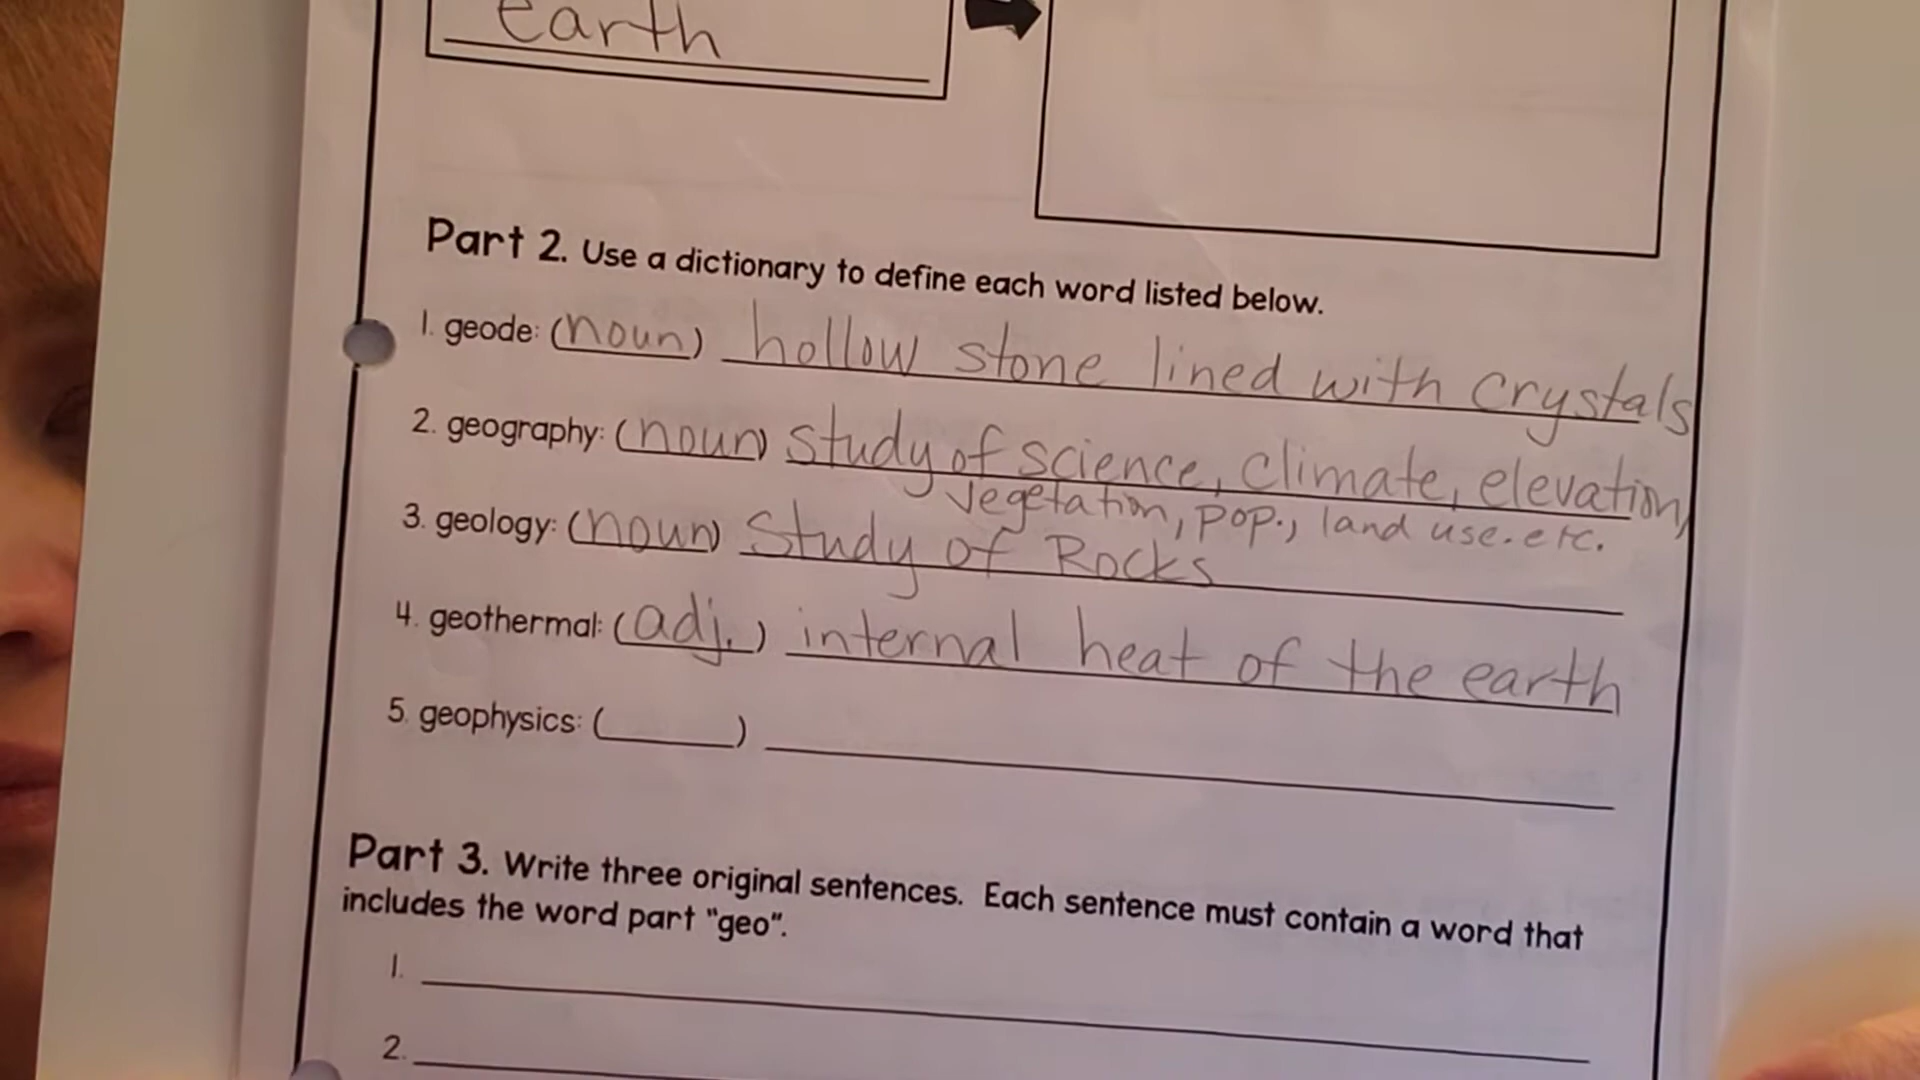 earth
Part 2. Use a dictionary to define each word listed below.
1. geode: (noun) hollow stone lined with crystals
2. geography: (noun) study of science, climate, elevation,
vegetation, pop., land use. etc.
3. geology: (noun) Study of Rocks
4. geothermal: (adj.) internal heat of the earth
5. geophysics: (______) ______
Part 3. Write three original sentences. Each sentence must contain a word that
includes the word part "geo".
1.
2.